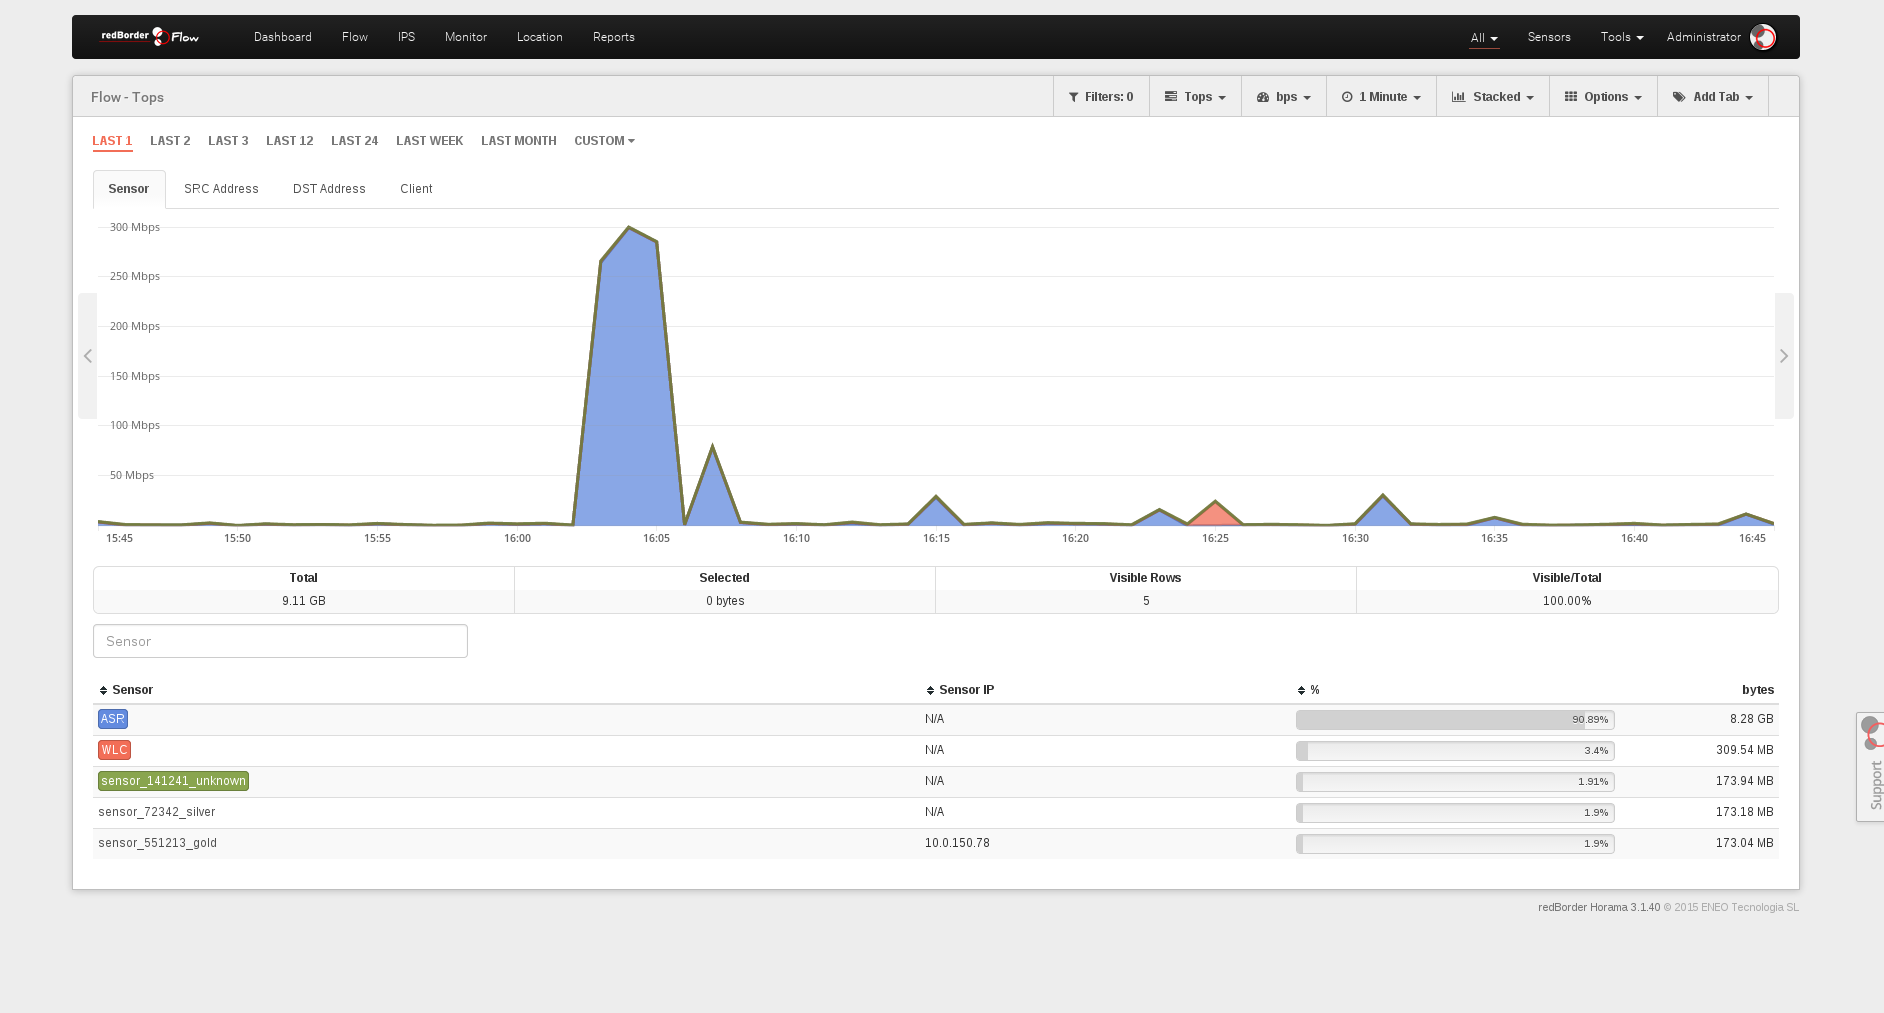 redBorder Flow Dashboard Flow IPS Monitor Location Reports All Sensors Tools Administrator
Flow - Tops Filters: 0 Tops bps 1 Minute Stacked Options Add Tab
LAST 1 LAST 2 LAST 3 LAST 12 LAST 24 LAST WEEK LAST MONTH CUSTOM
Sensor SRC Address DST Address Client
300 Mbps
250 Mbps
200 Mbps
150 Mbps
100 Mbps
50 Mbps
15:45 15:50 15:55 16:00 16:05 16:10 16:15 16:20 16:25 16:30 16:35 16:40 16:45
Total Selected Visible Rows Visible/Total
9.11 GB 0 bytes 5 100.00%
Sensor
Sensor Sensor IP % bytes
ASR N/A 90.89% 8.28 GB
WLC N/A 3.4% 309.54 MB
sensor_141241_unknown N/A 1.91% 173.94 MB
sensor_72342_silver N/A 1.9% 173.18 MB
sensor_551213_gold 10.0.150.78 1.9% 173.04 MB
Support
redBorder Horama 3.1.40 © 2015 ENEO Tecnología SL